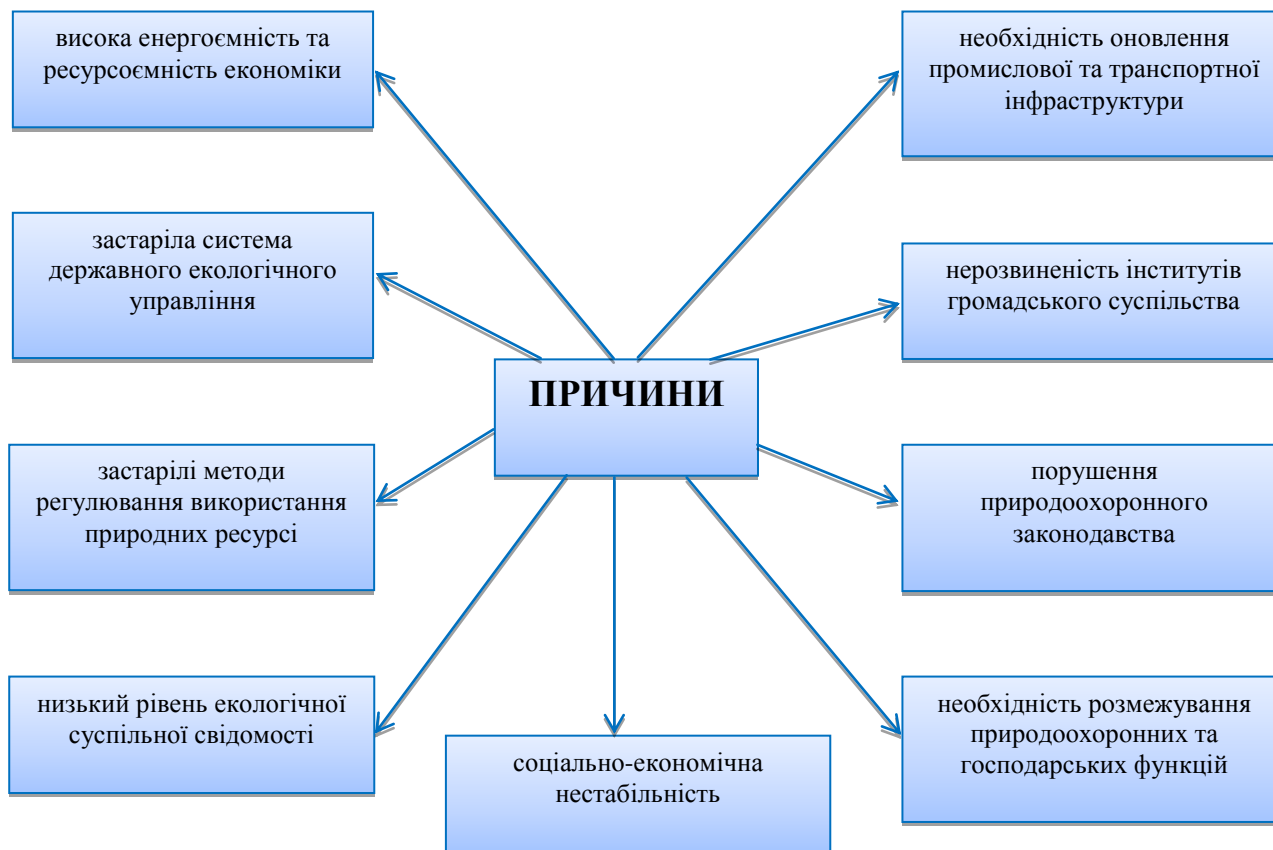 висока енергоємність та
ресурсоємність економіки
необхідність оновлення
промислової та транспортної
інфраструктури
застаріла система
державного екологічного
управління
нерозвиненість інститутів
громадського суспільства
ПРИЧИНИ
застарілі методи
регулювання використання
природних ресурсі
порушення
природоохоронного
законодавства
низький рівень екологічної
суспільної свідомості
соціально-економічна
нестабільність
необхідність розмежування
природоохоронних та
господарських функцій